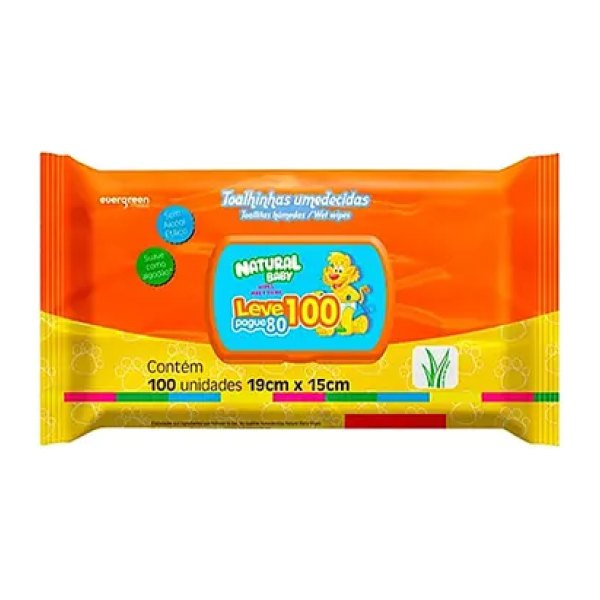 evergreen
Toalhinhas umedecidas
Toallitas húmedas / Wet wipes
Sem
Álcool
Etílico
Suave
como
algodão
NATURAL
BABY
Leve 100
pague 80
Contém
100 unidades 19cm x 15cm